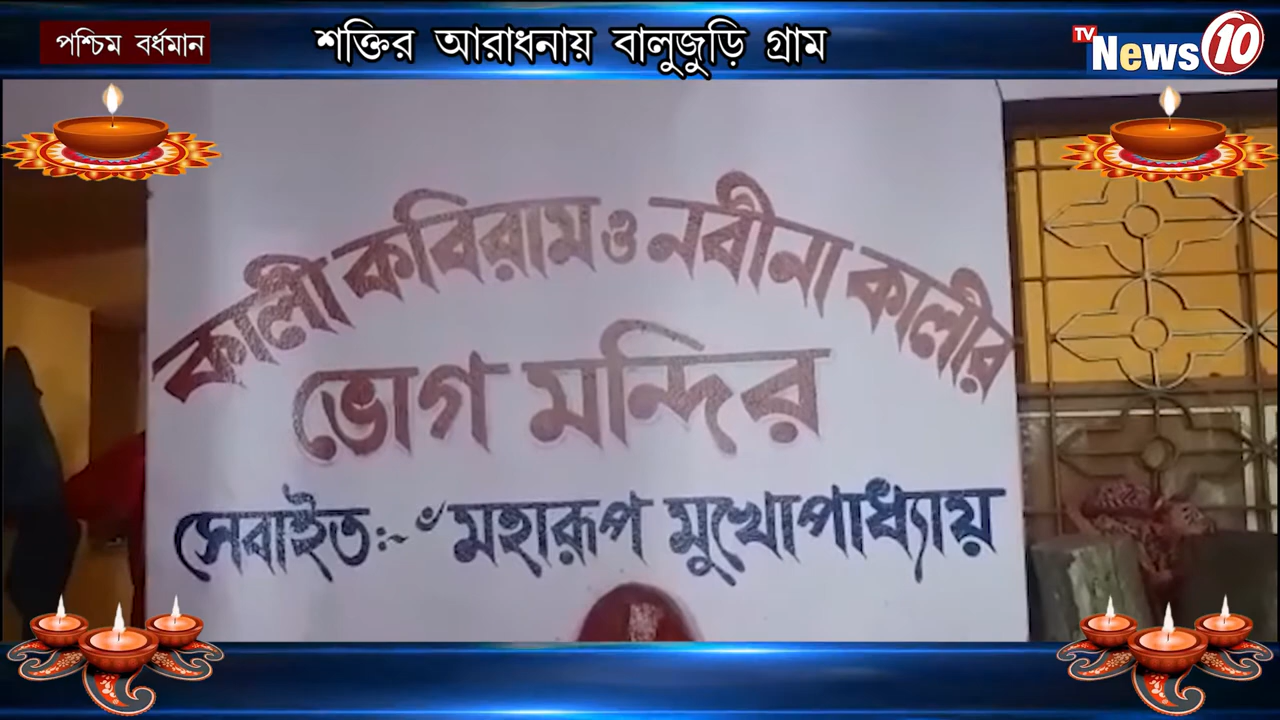 পশ্চিম বর্ধমান
শক্তির আরাধনায় বালুজুড়ি গ্রাম
TV News 10
কালী কবিরাম ও নবীনা কালীর
ভোগ মন্দির
সেবাইত:- ঁমহারূপ মুখোপাধ্যায়